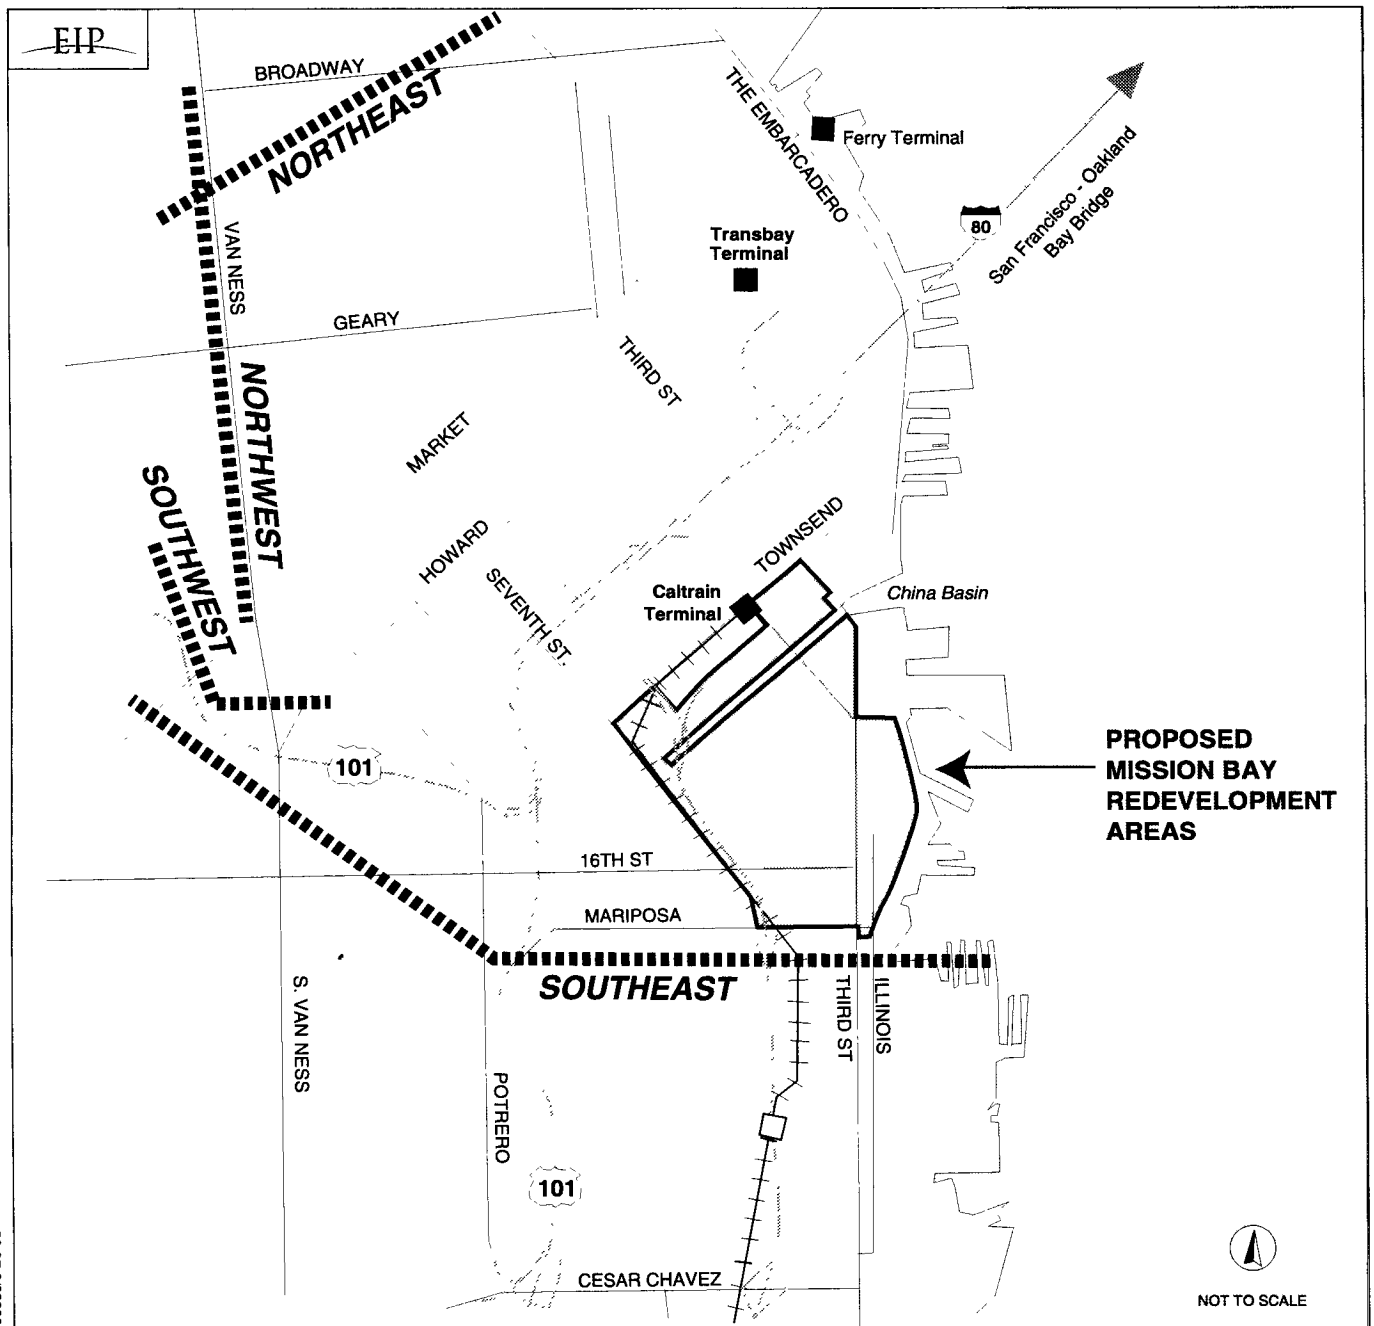 EIP
BROADWAY
NORTHEAST
THE EMBARCADERO
Ferry Terminal
80
San Francisco - Oakland
Bay Bridge
VAN NESS
Transbay
Terminal
GEARY
THIRD ST
NORTHWEST
MARKET
SOUTHWEST
HOWARD
SEVENTH ST.
TOWNSEND
Caltrain
Terminal
China Basin
101
PROPOSED
MISSION BAY
REDEVELOPMENT
AREAS
16TH ST
MARIPOSA
SOUTHEAST
S. VAN NESS
THIRD ST
ILLINOIS
POTRERO
101
CESAR CHAVEZ
NOT TO SCALE